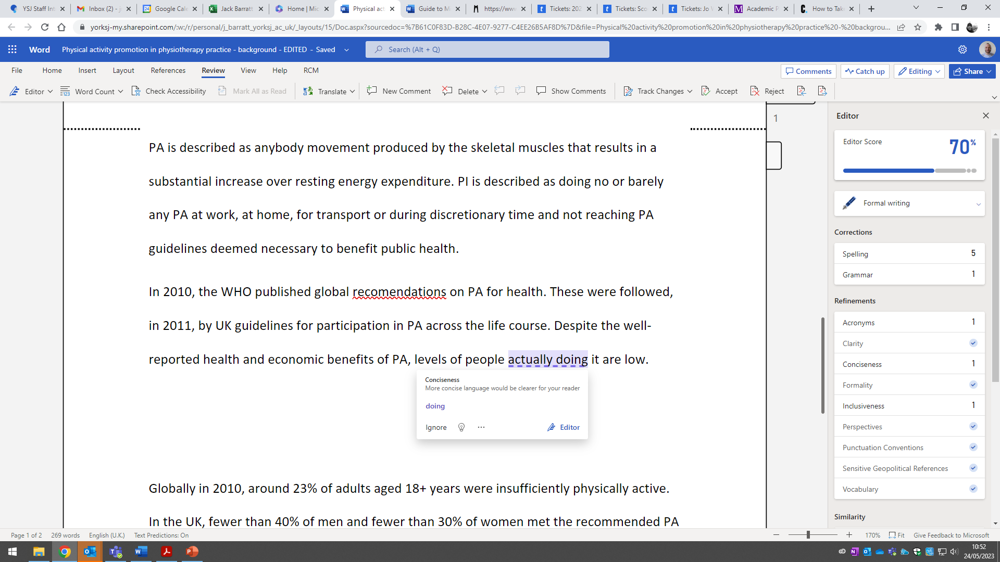 YSJ Staff Int
Inbox (2) - j
Google Cale
Jack Barratt
Home | Mic
Physical act
Guide to Mi
https://www
Tickets: 202
Tickets: Sco
Tickets: Jo W
Academic P
How to Take
yorksj-my.sharepoint.com/:w:/r/personal/j_barratt_yorksj_ac_uk/_layouts/15/Doc.aspx?sourcedoc=%7B61C0F83D-B28C-4E07-9277-C4EE26B5AF8D%7D&file=Physical%20activity%20promotion%20in%20physiotherapy%20practice%20-%20backgrou...
Word Physical activity promotion in physiotherapy practice - background - EDITED - Saved
Search (Alt + Q)
File Home Insert Layout References Review View Help RCM
Comments Catch up Editing Share
Editor Word Count Check Accessibility Mark All as Read Translate New Comment Delete Show Comments Track Changes Accept Reject
1
PA is described as anybody movement produced by the skeletal muscles that results in a
substantial increase over resting energy expenditure. PI is described as doing no or barely
any PA at work, at home, for transport or during discretionary time and not reaching PA
guidelines deemed necessary to benefit public health.
In 2010, the WHO published global recomendations on PA for health. These were followed,
in 2011, by UK guidelines for participation in PA across the life course. Despite the well-
reported health and economic benefits of PA, levels of people actually doing it are low.
Conciseness
More concise language would be clearer for your reader
doing
Ignore ... Editor
Globally in 2010, around 23% of adults aged 18+ years were insufficiently physically active.
In the UK, fewer than 40% of men and fewer than 30% of women met the recommended PA
Editor
Editor Score 70%
Formal writing
Corrections
Spelling 5
Grammar 1
Refinements
Acronyms 1
Clarity
Conciseness 1
Formality
Inclusiveness 1
Perspectives
Punctuation Conventions
Sensitive Geopolitical References
Vocabulary
Similarity
Page 1 of 2 269 words English (U.K.) Text Predictions: On
170% Fit Give Feedback to Microsoft
10:52
24/05/2023